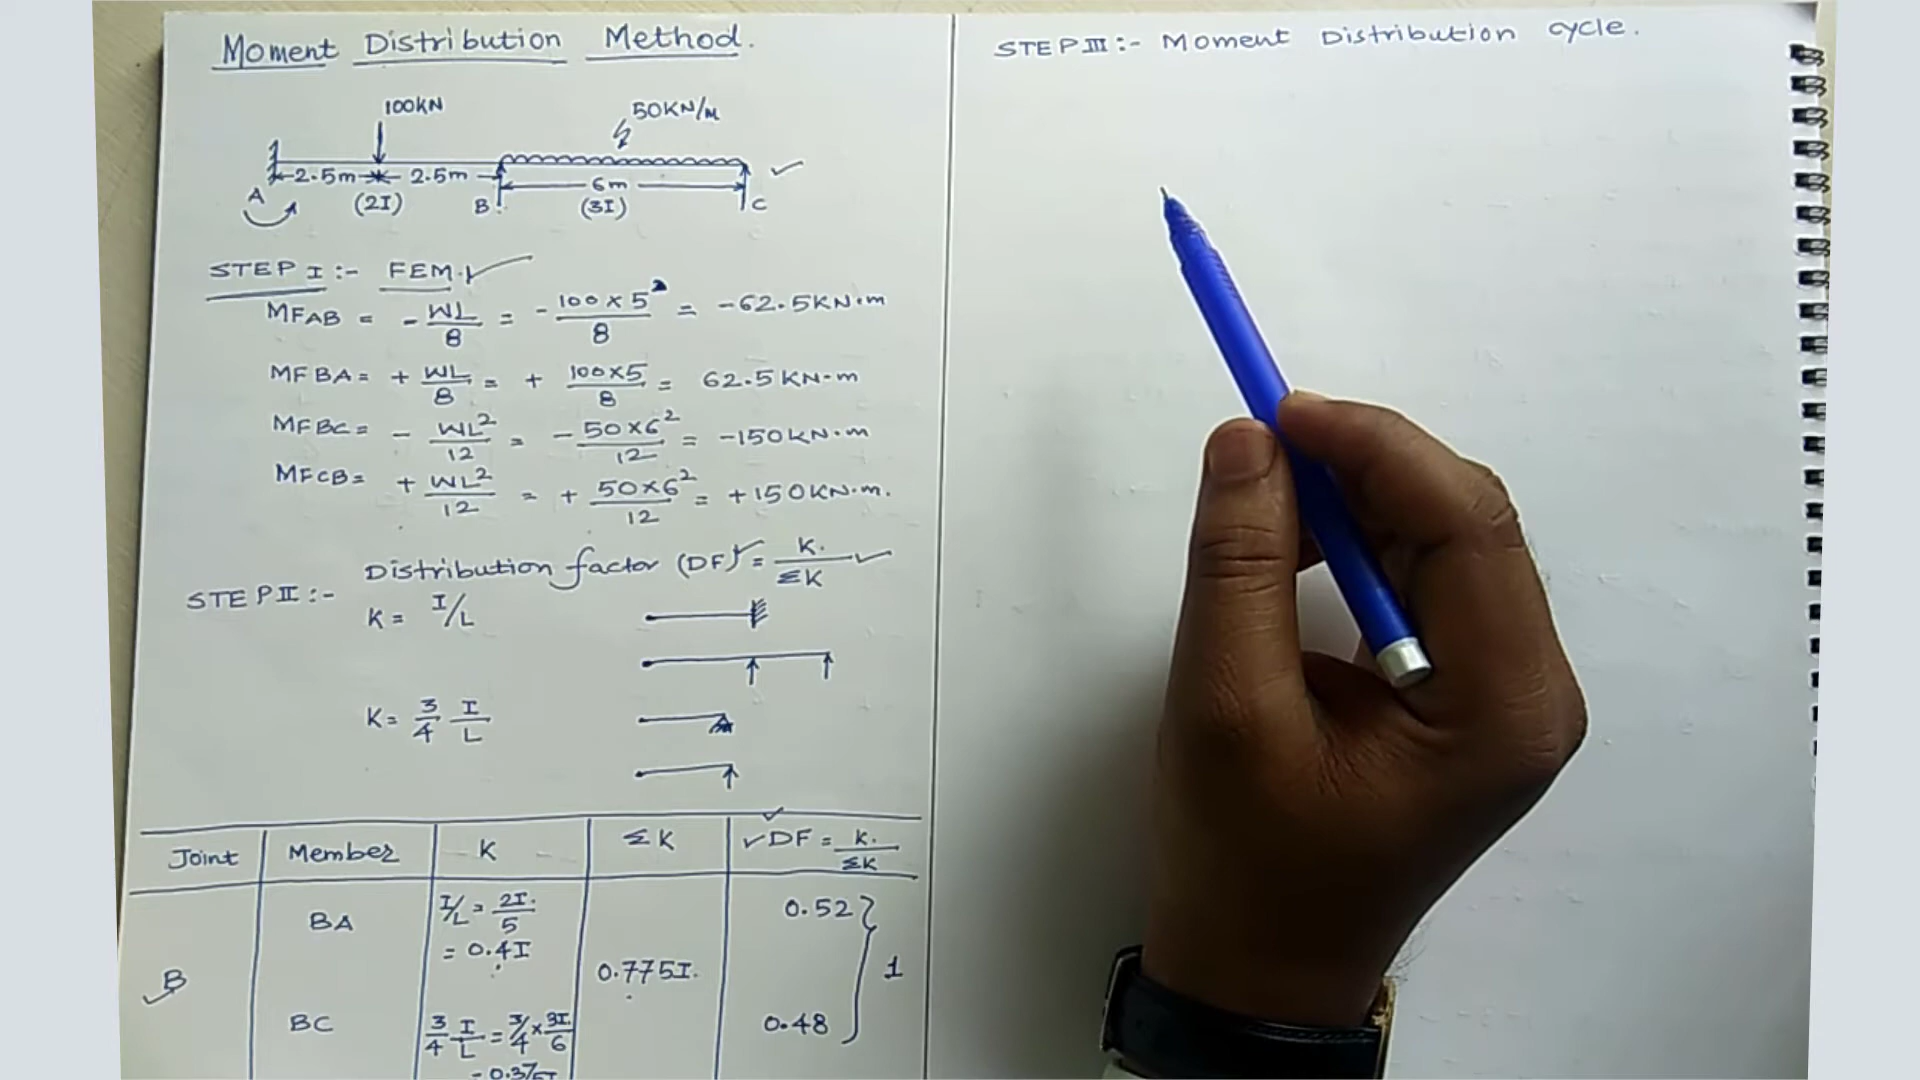 Moment Distribution Method.
100KN
50KN/M
2.5m 2.5m 6m
A (2I) B (3I) C
STEP I :- FEM.
MFAB = - WL/8 = - 100 x 5²/8 = -62.5KN.m
MFBA = + WL/8 = + 100x5/8 = 62.5KN-m
MFBC = - WL²/12 = - 50x6²/12 = -150KN.m
MFCB = + WL²/12 = + 50x6²/12 = +150KN.m.
STEP II :- Distribution factor (DF) = K./ΣK
K = I/L
K = 3/4 I/L
Joint Member K ΣK DF = K./ΣK
B BA I/L = 2I./5 = 0.4I 0.775I. 0.52 1
BC 3/4 I/L = 3/4 x 3I./6 = 0.375I 0.48
STEP III :- Moment Distribution cycle.